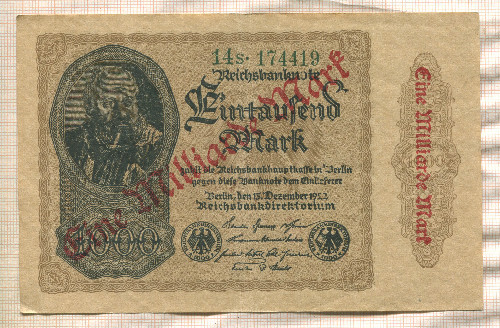 14s· 174419
Reichsbanknote
Eintausend
Mark
zahlt die Reichsbankhauptkasse in Berlin
gegen diese Banknote dem Einlieferer
Berlin, den 15. Dezember 1922
Reichsbankdirektorium
1000
Eine Milliarde Mark
Eine Milliarde Mark